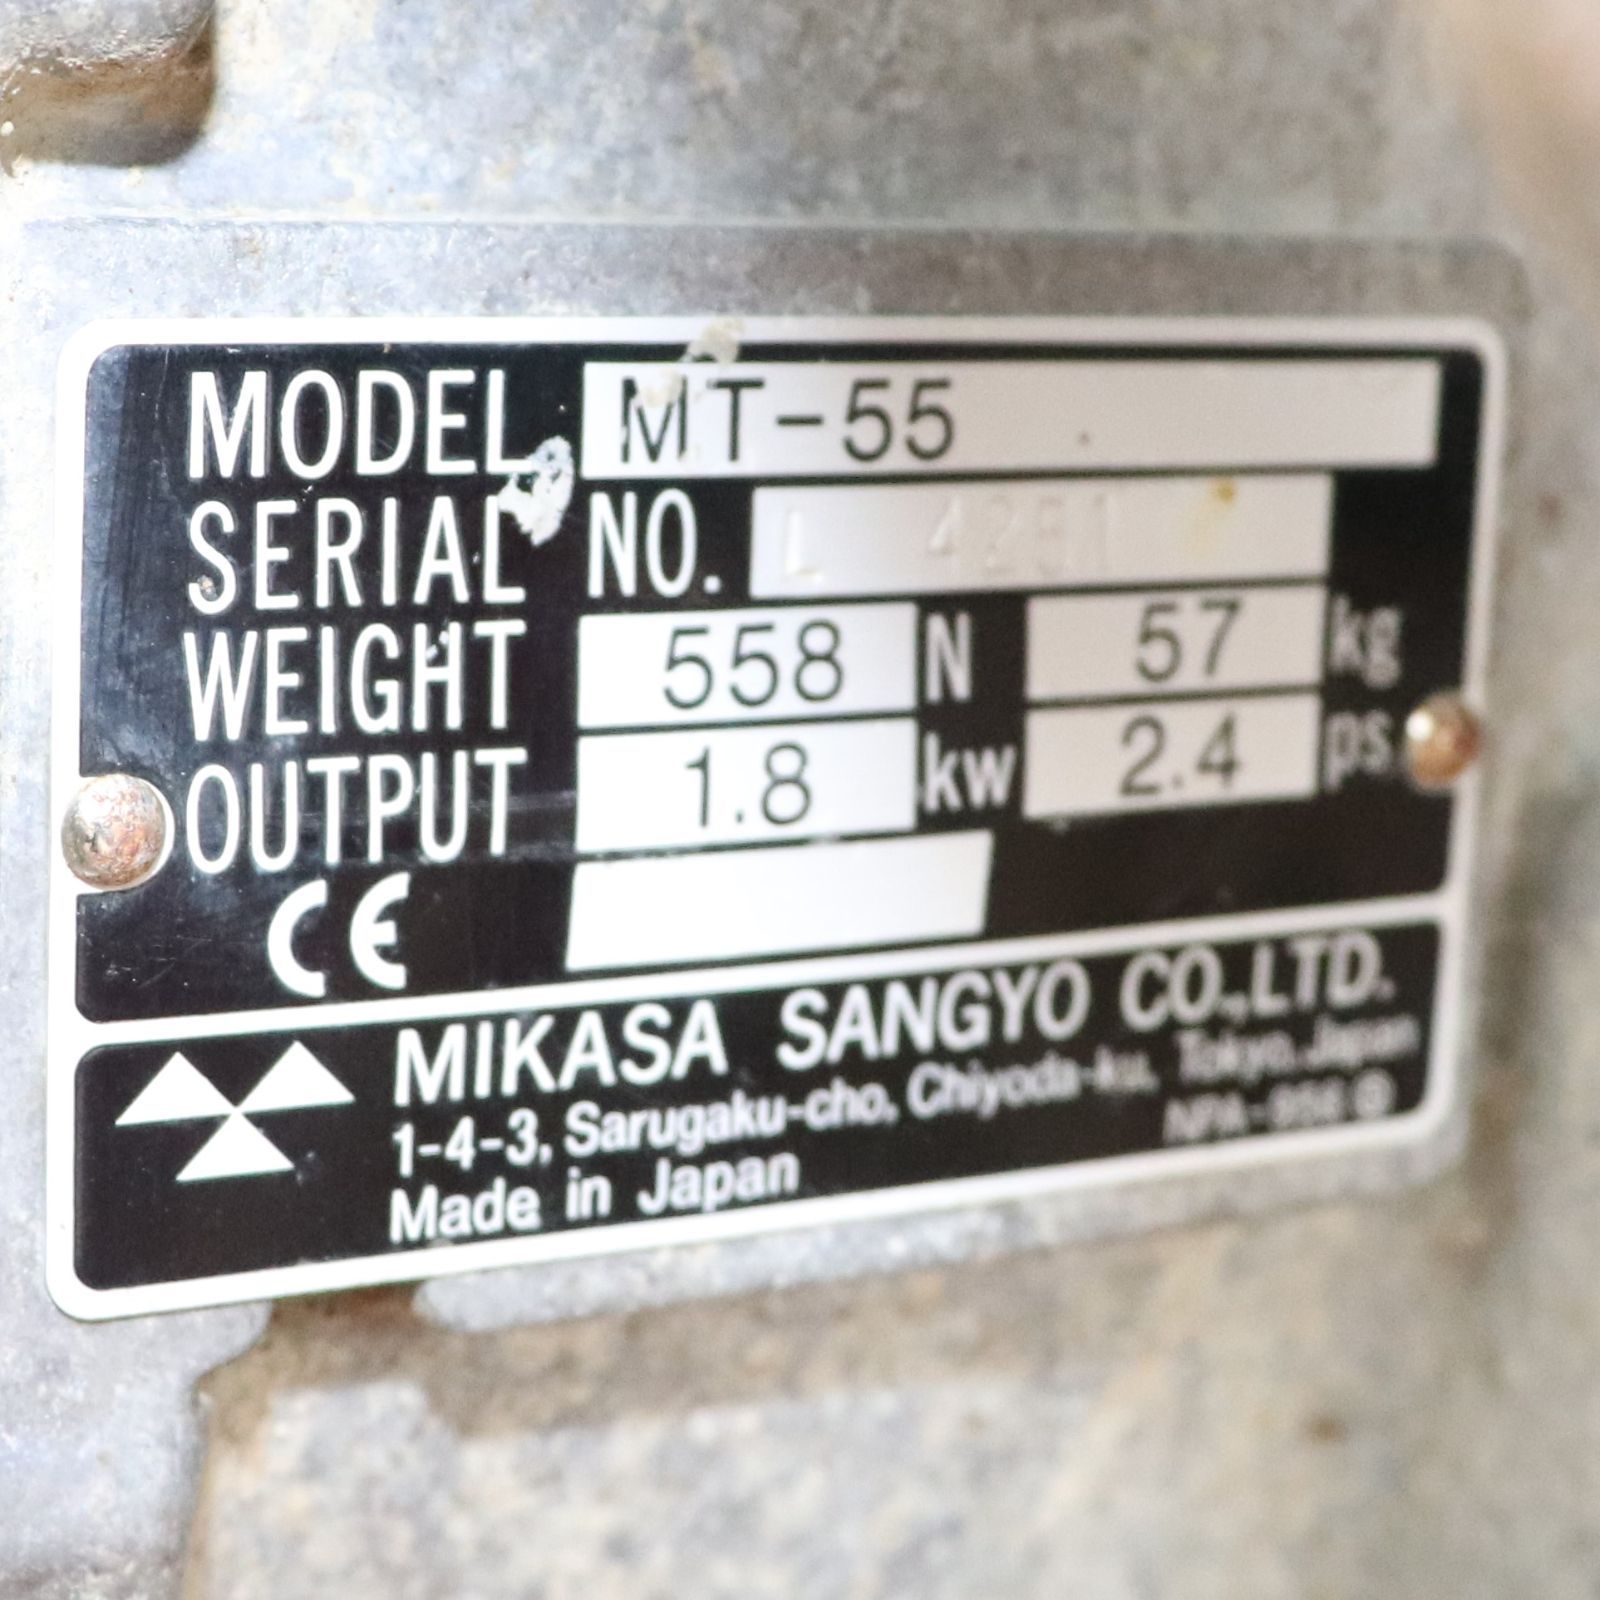 MODEL MT-55
SERIAL NO. L
WEIGHT 558 N 57 kg
OUTPUT 1.8 kw 2.4 ps.
CE
MIKASA SANGYO CO.,LTD.
1-4-3, Sarugaku-cho, Chiyoda-ku, Tokyo, Japan
Made in Japan